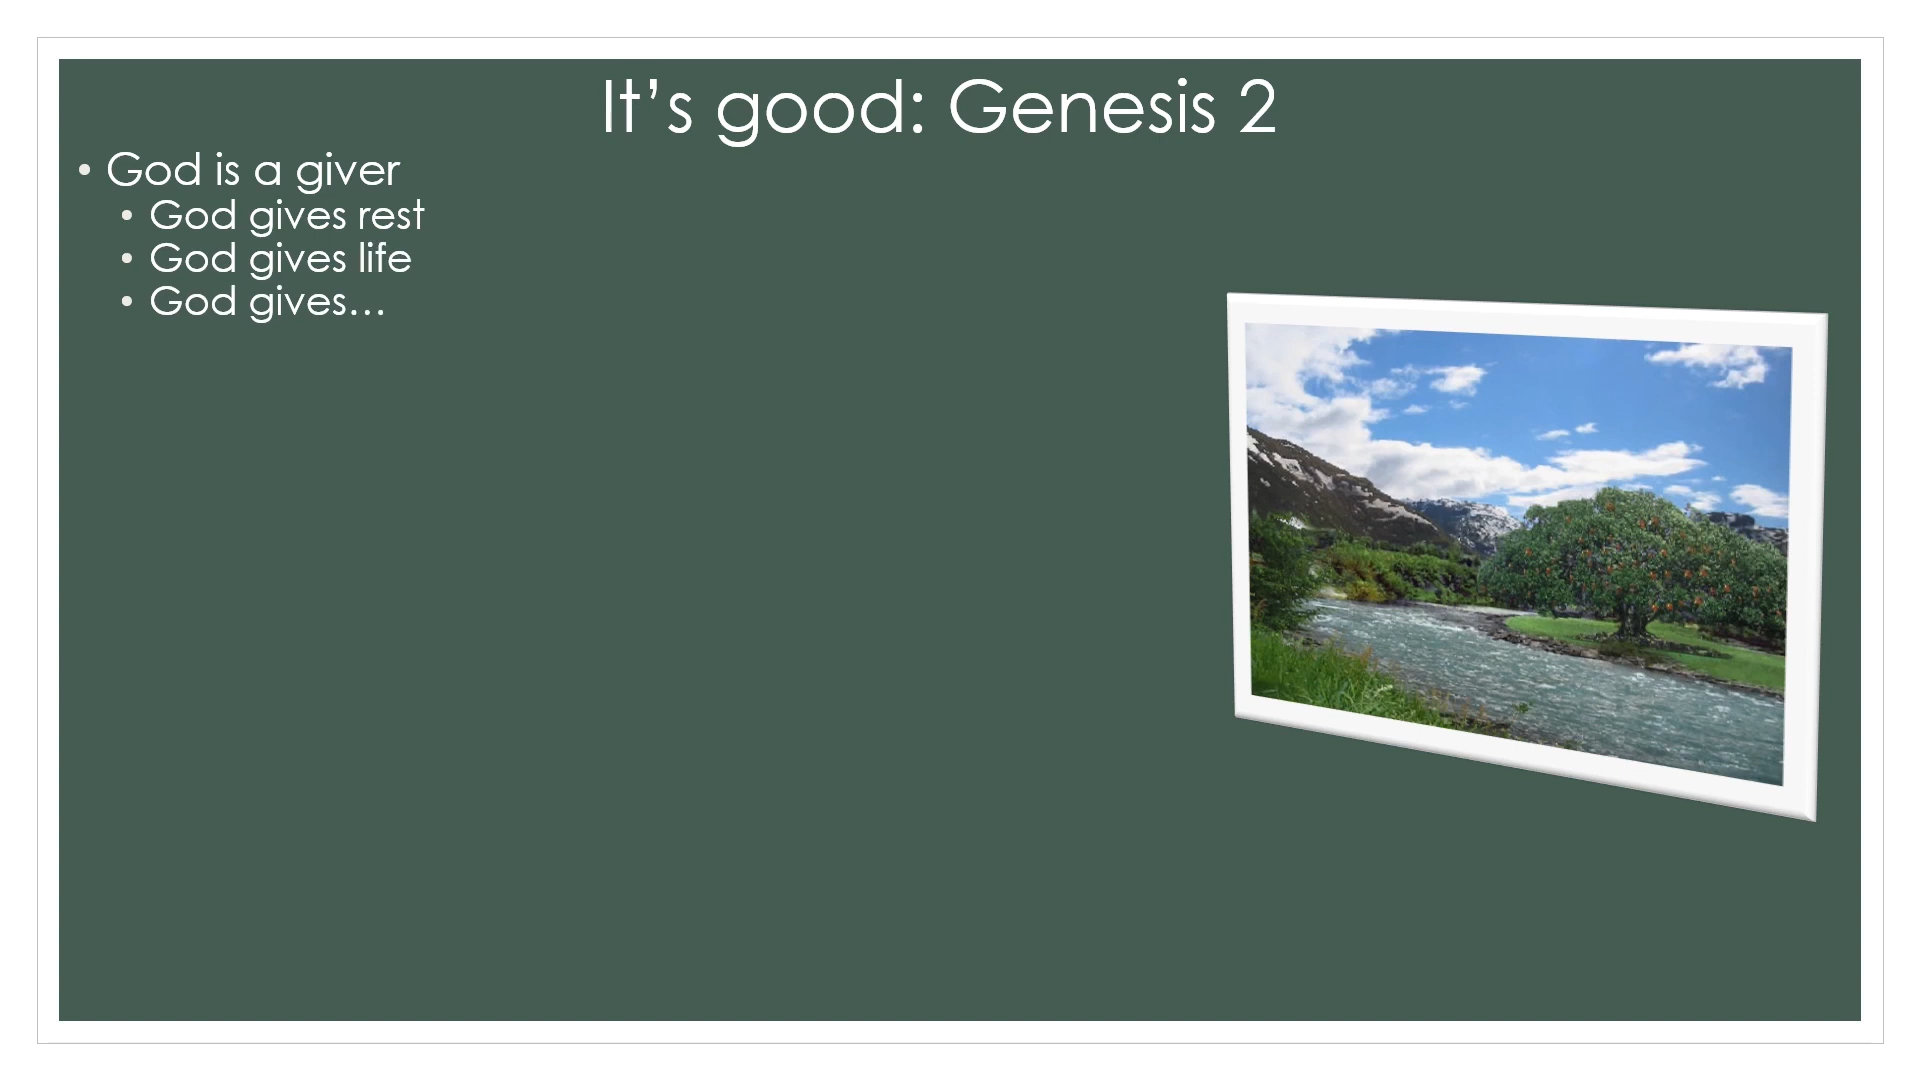 It’s good: Genesis 2
• God is a giver
• God gives rest
• God gives life
• God gives…